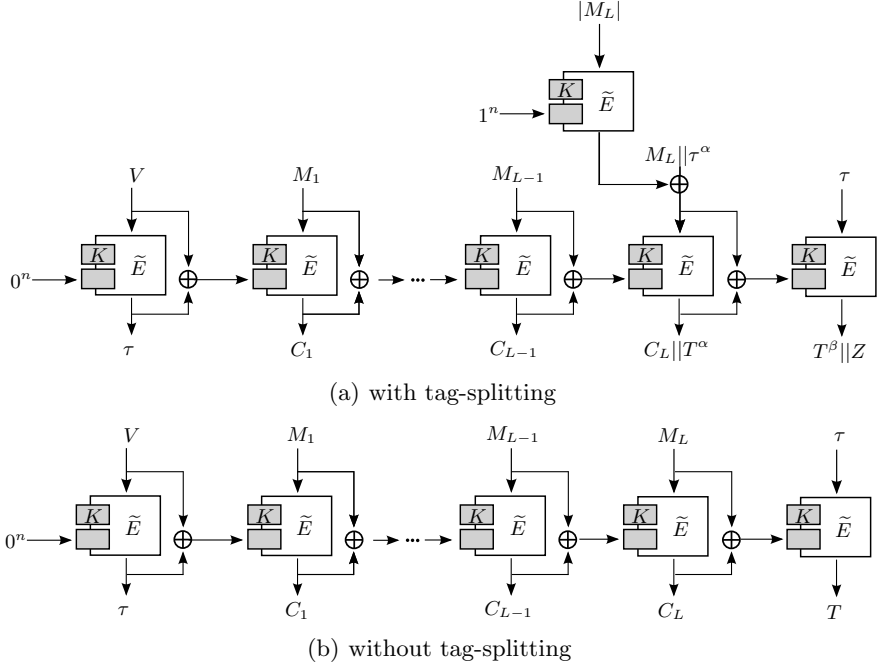 |M_L|
K Ẽ
1^n
M_L||τ^α
V M_1 M_{L−1} τ
0^n K Ẽ K Ẽ ··· K Ẽ K Ẽ K Ẽ
τ C_1 C_{L−1} C_L||T^α T^β||Z
(a) with tag-splitting
V M_1 M_{L−1} M_L τ
0^n K Ẽ K Ẽ ··· K Ẽ K Ẽ K Ẽ
τ C_1 C_{L−1} C_L T
(b) without tag-splitting